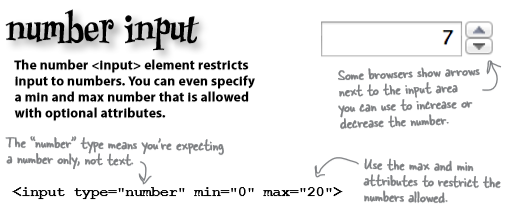 number input
7
The number <input> element restricts
input to numbers. You can even specify
a min and max number that is allowed
with optional attributes.
Some browsers show arrows
next to the input area
you can use to increase or
decrease the number.
The "number" type means you're expecting
a number only, not text.
Use the max and min
attributes to restrict the
numbers allowed.
<input type="number" min="0" max="20">